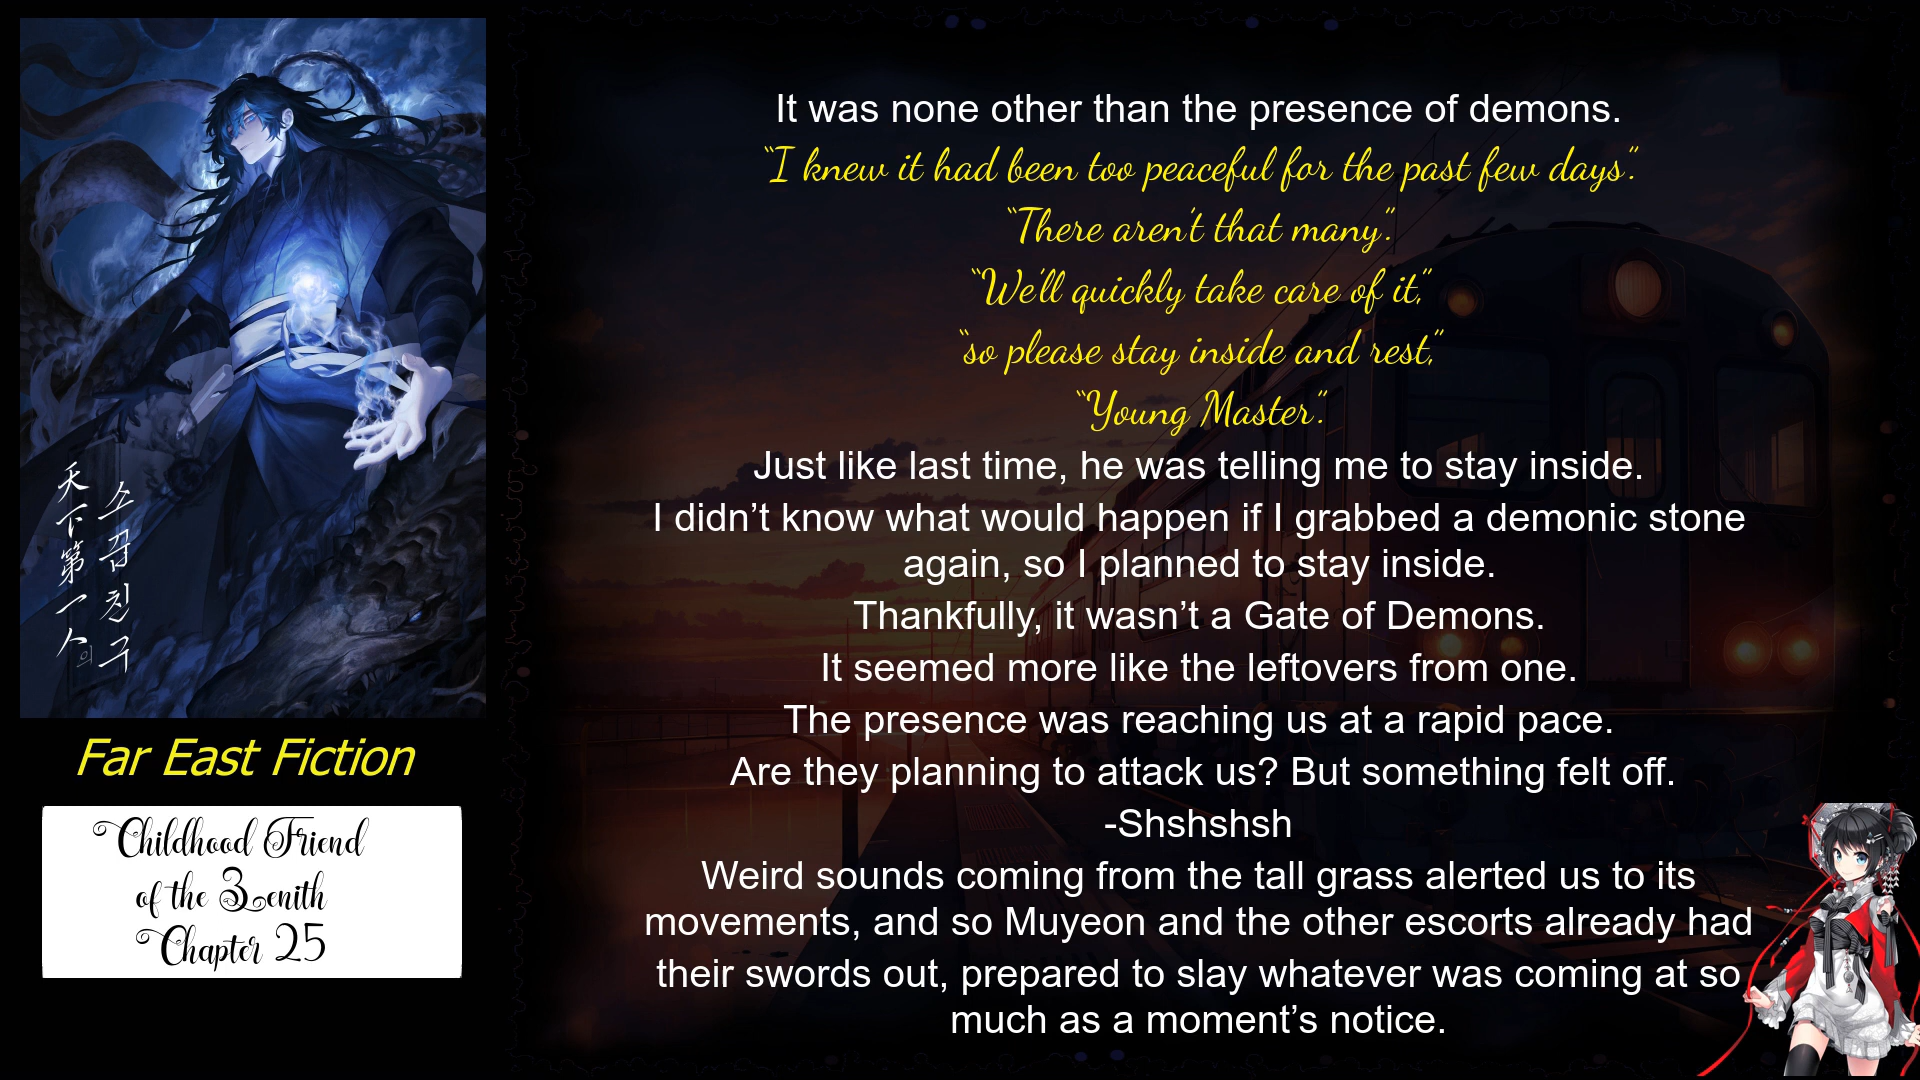 天下第一人의
소꿉친구
Far East Fiction
Childhood Friend
of the Zenith
Chapter 25
It was none other than the presence of demons.
“I knew it had been too peaceful for the past few days.”
“There aren’t that many.”
“We’ll quickly take care of it,”
“so please stay inside and rest,”
“Young Master.”
Just like last time, he was telling me to stay inside.
I didn’t know what would happen if I grabbed a demonic stone
again, so I planned to stay inside.
Thankfully, it wasn’t a Gate of Demons.
It seemed more like the leftovers from one.
The presence was reaching us at a rapid pace.
Are they planning to attack us? But something felt off.
-Shshshsh
Weird sounds coming from the tall grass alerted us to its
movements, and so Muyeon and the other escorts already had
their swords out, prepared to slay whatever was coming at so
much as a moment’s notice.